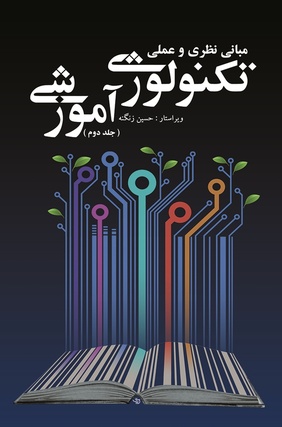 مبانی نظری و عملی
تکنولوژی
آموزشی
ویراستار : حسین زنگنه
( جلد دوم )